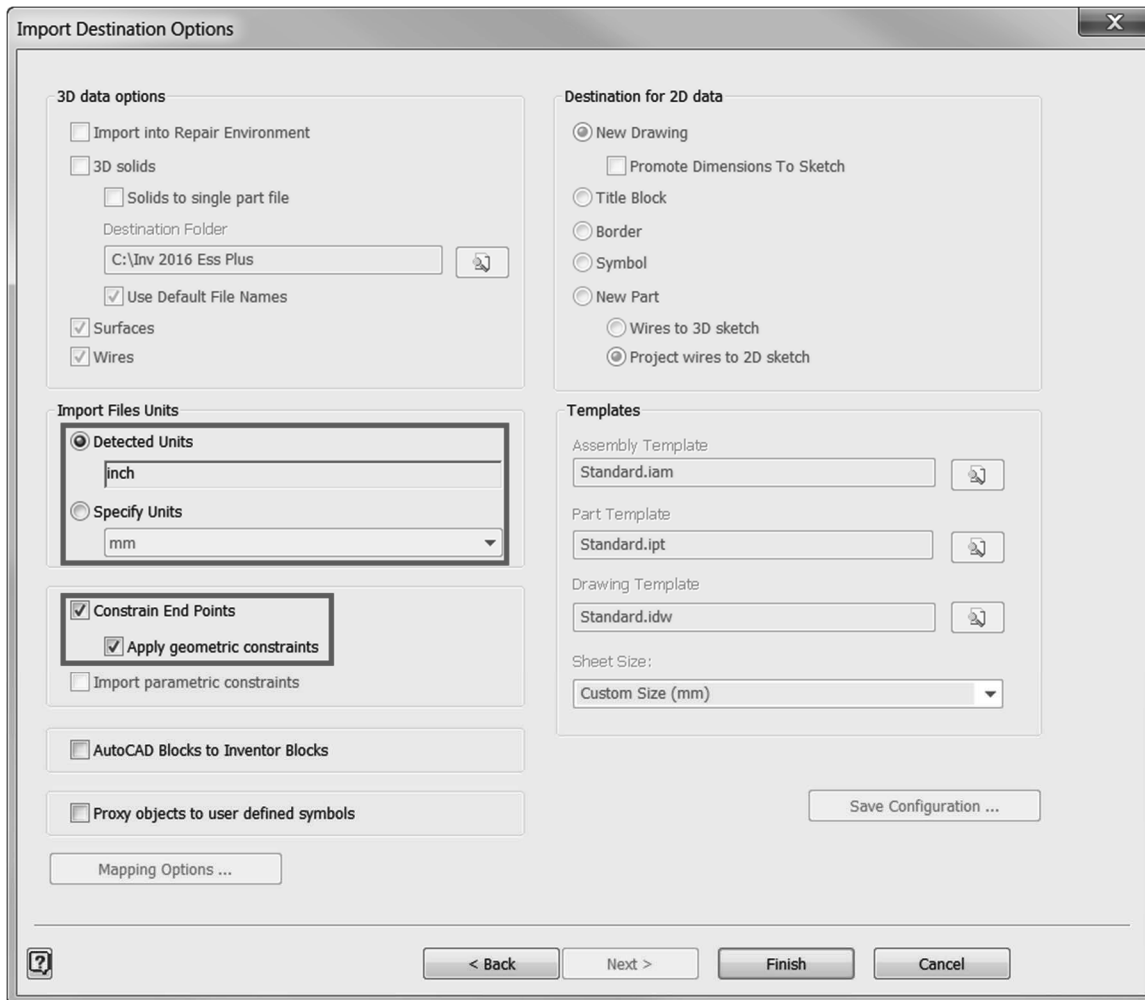 Import Destination Options
X
3D data options
Import into Repair Environment
3D solids
Solids to single part file
Destination Folder
C:\Inv 2016 Ess Plus
Use Default File Names
Surfaces
Wires
Destination for 2D data
New Drawing
Promote Dimensions To Sketch
Title Block
Border
Symbol
New Part
Wires to 3D sketch
Project wires to 2D sketch
Import Files Units
Detected Units
inch
Specify Units
mm
Constrain End Points
Apply geometric constraints
Import parametric constraints
AutoCAD Blocks to Inventor Blocks
Proxy objects to user defined symbols
Mapping Options ...
Templates
Assembly Template
Standard.iam
Part Template
Standard.ipt
Drawing Template
Standard.idw
Sheet Size:
Custom Size (mm)
Save Configuration ...
?
< Back
Next >
Finish
Cancel